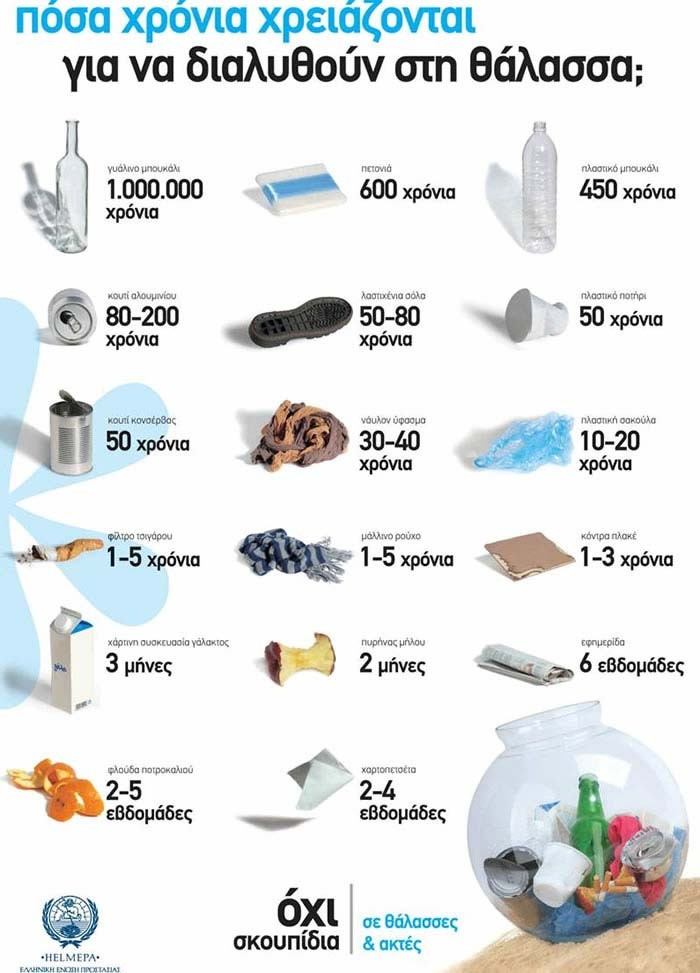 πόσα χρόνια χρειάζονται
για να διαλυθούν στη θάλασσα;
γυάλινο μπουκάλι
1.000.000
χρόνια
πετονιά
600 χρόνια
πλαστικό μπουκάλι
450 χρόνια
κουτί αλουμινίου
80-200
χρόνια
λαστιχένια σόλα
50-80
χρόνια
πλαστικό ποτήρι
50 χρόνια
κουτί κονσέρβας
50 χρόνια
νάυλον ύφασμα
30-40
χρόνια
πλαστική σακούλα
10-20
χρόνια
φίλτρο τσιγάρου
1-5 χρόνια
μάλλινο ρούχο
1-5 χρόνια
κόντρα πλακέ
1-3 χρόνια
χάρτινη συσκευασία γάλακτος
3 μήνες
γάλα
πυρήνας μήλου
2 μήνες
εφημερίδα
6 εβδομάδες
φλούδα ποτροκαλιού
2-5
εβδομάδες
χαρτοπετσέτα
2-4
εβδομάδες
όχι
σκουπίδια
σε θάλασσες
& ακτές
·HELMEPA·
ΕΛΛΗΝΙΚΗ ΕΝΩΣΗ ΠΡΟΣΤΑΣΙΑΣ